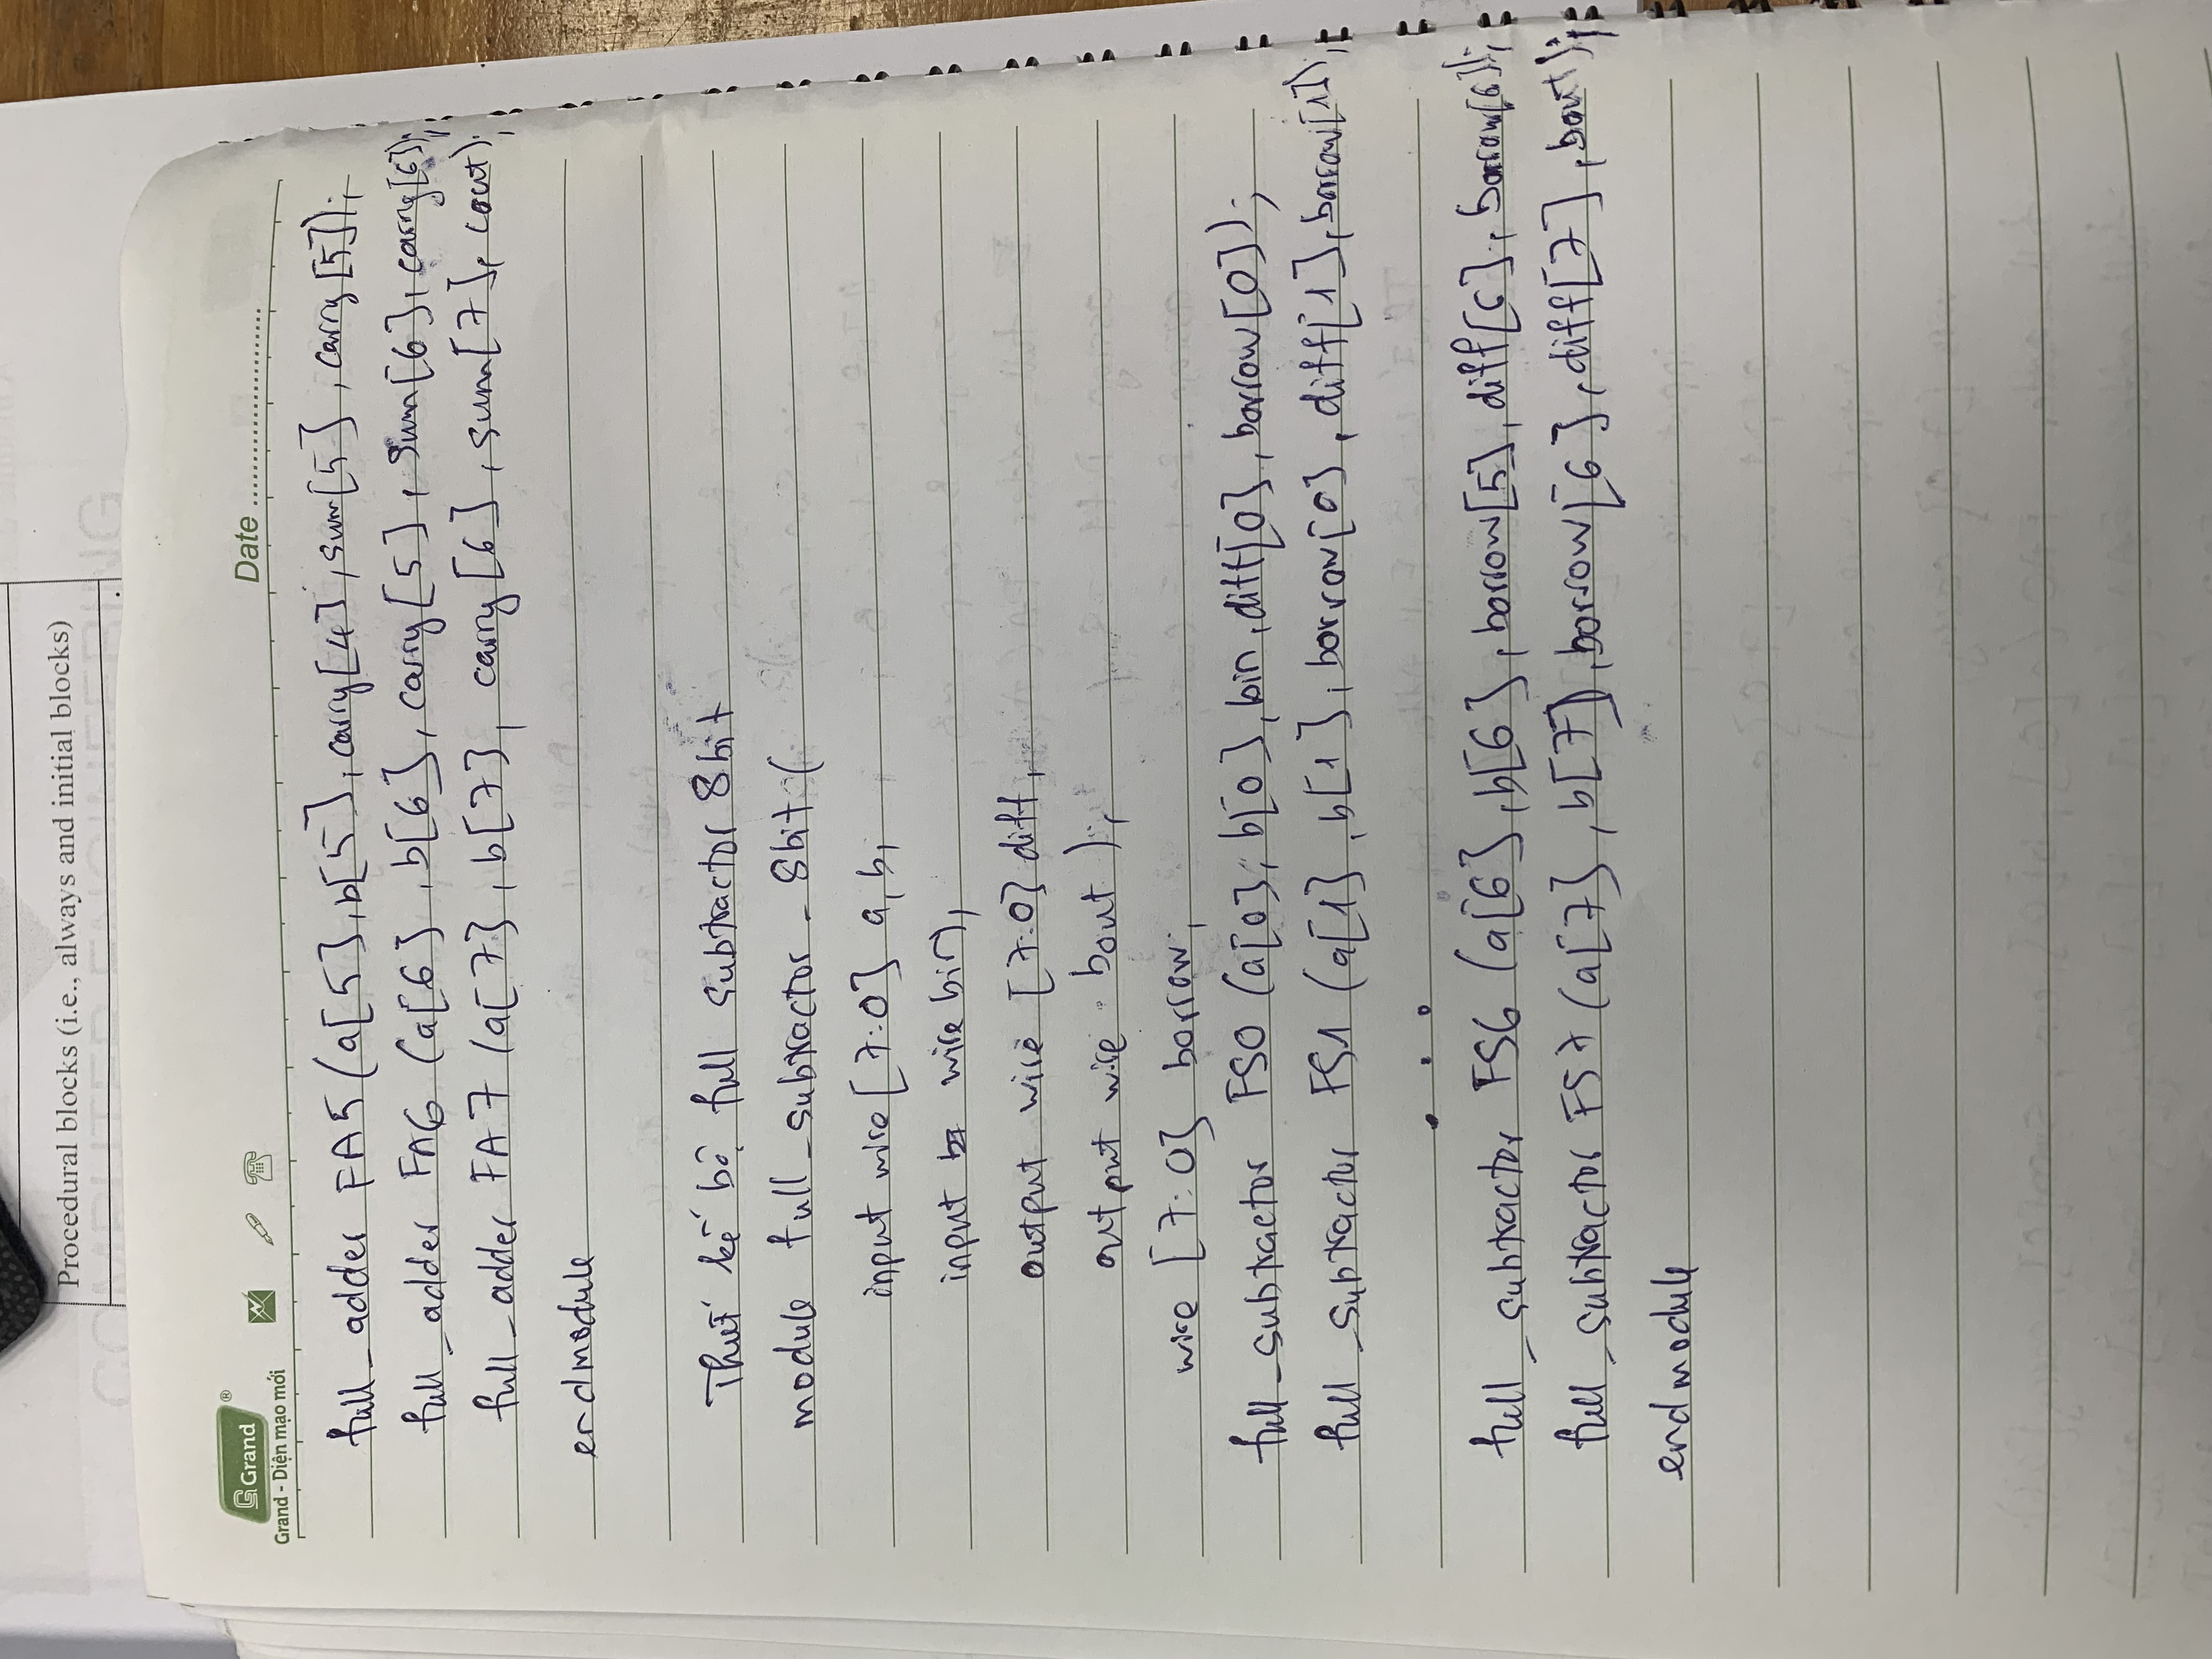 Procedural blocks (i.e., always and initial blocks)
COMPUTER ENGINEERING
G Grand ®
Grand - Diện mạo mới
Date ........................
full_adder FA5 (a[5], b[5], carry[4], sum[5], carry[5]);
full_adder FA6 (a[6], b[6], carry[5], sum[6], carry[6]);
full_adder FA7 (a[7], b[7], carry[6], sum[7], cout);
endmodule
Thiết kế bộ full subtractor 8bit
module full_subtractor_8bit (
input wire [7:0] a, b,
input wire bin,
output wire [7:0] diff,
output wire bout );
wire [7:0] borrow;
full_subtractor FS0 (a[0], b[0], bin, diff[0], borrow[0]);
full_subtractor FS1 (a[1], b[1], borrow[0], diff[1], borrow[1]);
...
full_subtractor FS6 (a[6], b[6], borrow[5], diff[6], borrow[6]);
full_subtractor FS7 (a[7], b[7], borrow[6], diff[7], bout);
endmodule